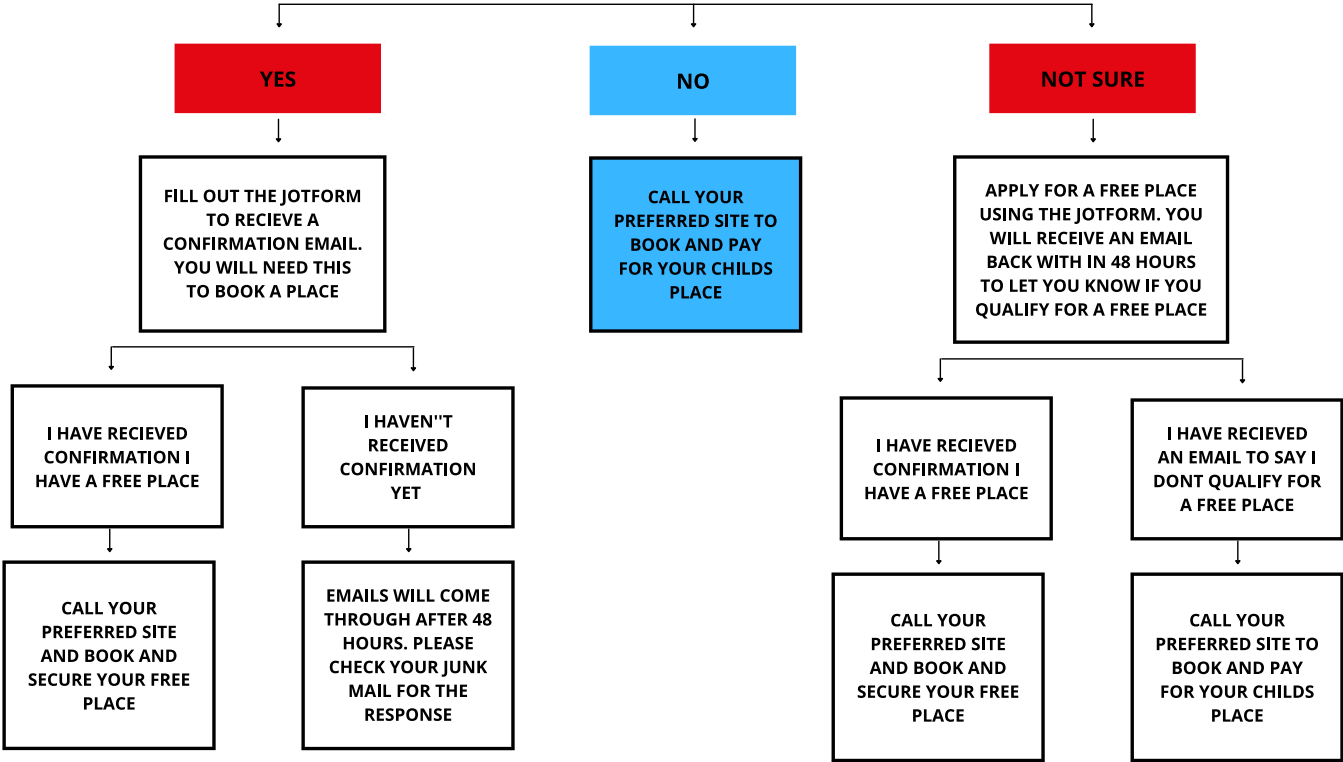 YES
NO
NOT SURE
FILL OUT THE JOTFORM
TO RECIEVE A
CONFIRMATION EMAIL.
YOU WILL NEED THIS
TO BOOK A PLACE
CALL YOUR
PREFERRED SITE TO
BOOK AND PAY
FOR YOUR CHILDS
PLACE
APPLY FOR A FREE PLACE
USING THE JOTFORM. YOU
WILL RECEIVE AN EMAIL
BACK WITH IN 48 HOURS
TO LET YOU KNOW IF YOU
QUALIFY FOR A FREE PLACE
I HAVE RECIEVED
CONFIRMATION I
HAVE A FREE PLACE
I HAVEN''T
RECEIVED
CONFIRMATION
YET
I HAVE RECIEVED
CONFIRMATION I
HAVE A FREE PLACE
I HAVE RECIEVED
AN EMAIL TO SAY I
DONT QUALIFY FOR
A FREE PLACE
CALL YOUR
PREFERRED SITE
AND BOOK AND
SECURE YOUR FREE
PLACE
EMAILS WILL COME
THROUGH AFTER 48
HOURS. PLEASE
CHECK YOUR JUNK
MAIL FOR THE
RESPONSE
CALL YOUR
PREFERRED SITE
AND BOOK AND
SECURE YOUR FREE
PLACE
CALL YOUR
PREFERRED SITE TO
BOOK AND PAY
FOR YOUR CHILDS
PLACE